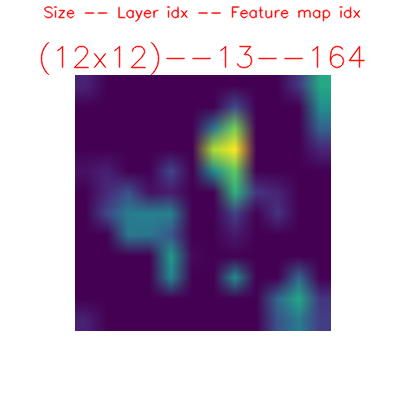 Size -- Layer idx -- Feature map idx
(12x12)--13--164